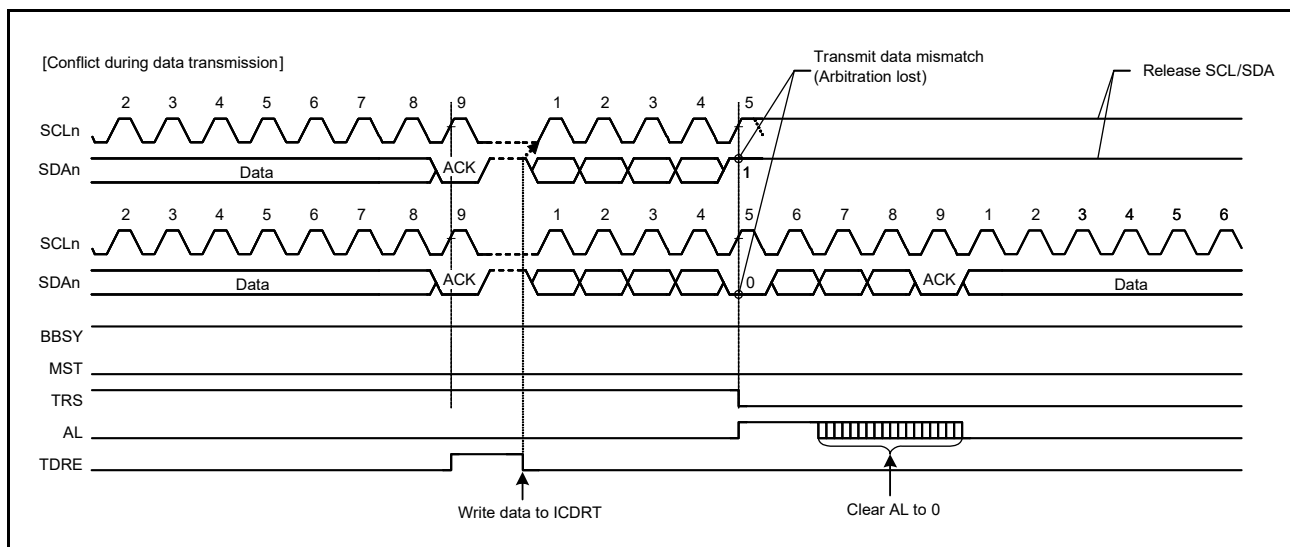 [Conflict during data transmission]
Transmit data mismatch
(Arbitration lost)
Release SCL/SDA
2 3 4 5 6 7 8 9 1 2 3 4 5
SCLn
SDAn Data ACK 1
2 3 4 5 6 7 8 9 1 2 3 4 5 6 7 8 9 1 2 3 4 5 6
SCLn
SDAn Data ACK 0 ACK Data
BBSY
MST
TRS
AL
TDRE
Write data to ICDRT
Clear AL to 0